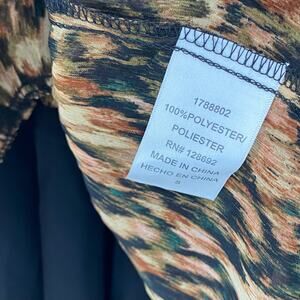 1788802
100%POLYESTER/
POLIESTER
RN# 128692
MADE IN CHINA
HECHO EN CHINA
S